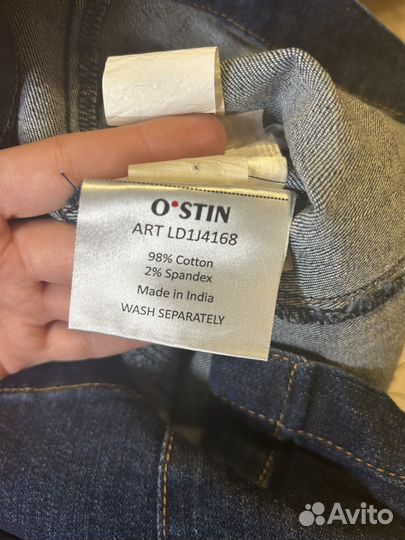 O'STIN
ART LD1J4168
98% Cotton
2% Spandex
Made in India
WASH SEPARATELY
Avito